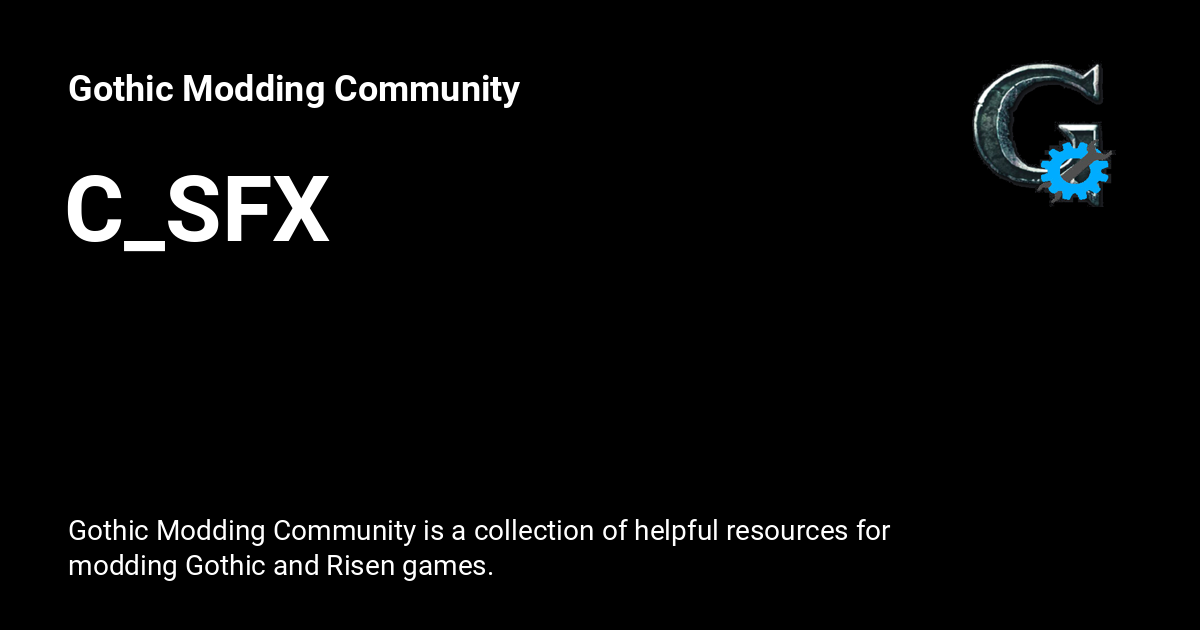 Gothic Modding Community
C_SFX
Gothic Modding Community is a collection of helpful resources for
modding Gothic and Risen games.